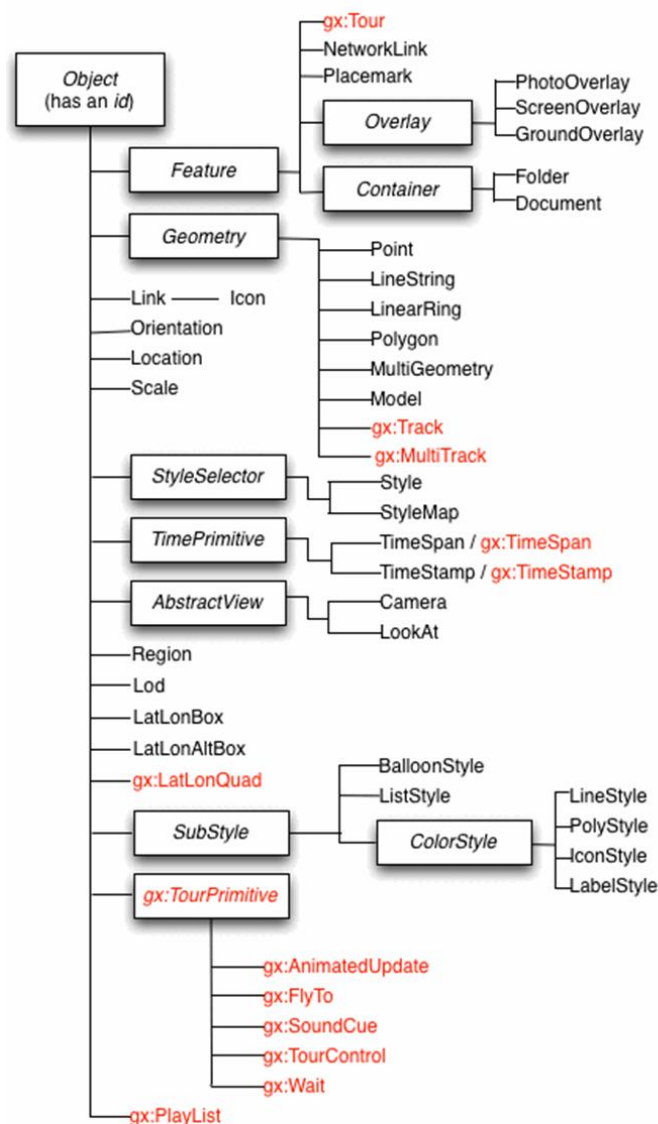 gx:Tour
NetworkLink
Placemark
Object
(has an id)
Overlay
PhotoOverlay
ScreenOverlay
GroundOverlay
Feature
Container
Folder
Document
Geometry
Point
LineString
LinearRing
Polygon
MultiGeometry
Model
gx:Track
gx:MultiTrack
Link
Icon
Orientation
Location
Scale
StyleSelector
Style
StyleMap
TimePrimitive
TimeSpan / gx:TimeSpan
TimeStamp / gx:TimeStamp
AbstractView
Camera
LookAt
Region
Lod
LatLonBox
LatLonAltBox
gx:LatLonQuad
SubStyle
BalloonStyle
ListStyle
ColorStyle
LineStyle
PolyStyle
IconStyle
LabelStyle
gx:TourPrimitive
gx:AnimatedUpdate
gx:FlyTo
gx:SoundCue
gx:TourControl
gx:Wait
gx:PlayList